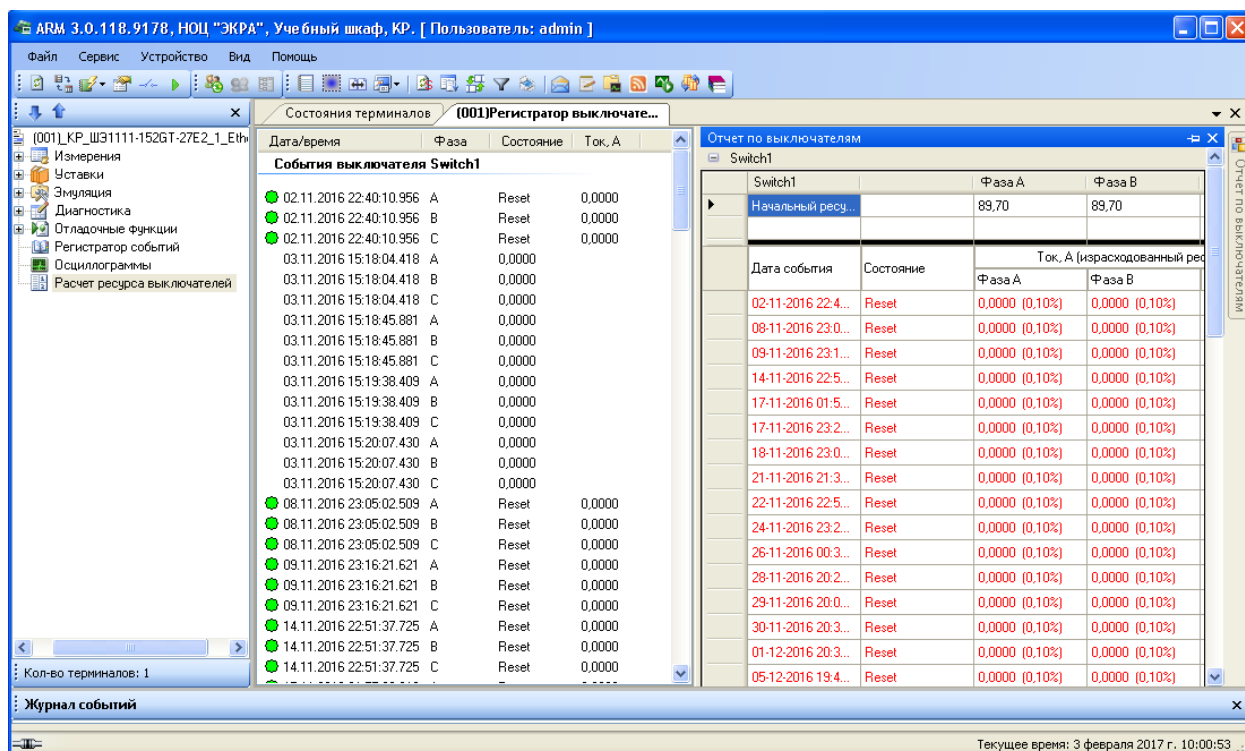 ARM 3.0.118.9178, НОЦ "ЭКРА", Учебный шкаф, КР. [ Пользователь: admin ]
Файл Сервис Устройство Вид Помощь
Состояния терминалов (001)Регистратор выключате...
(001)_КР_ШЭ1111-152GT-27E2_1_Ethe
Измерения
Уставки
Эмуляция
Диагностика
Отладочные функции
Регистратор событий
Осциллограммы
Расчет ресурса выключателей
Кол-во терминалов: 1
Дата/время Фаза Состояние Ток, А
События выключателя Switch1
02.11.2016 22:40:10.956 A Reset 0,0000
02.11.2016 22:40:10.956 B Reset 0,0000
02.11.2016 22:40:10.956 C Reset 0,0000
03.11.2016 15:18:04.418 A 0,0000
03.11.2016 15:18:04.418 B 0,0000
03.11.2016 15:18:04.418 C 0,0000
03.11.2016 15:18:45.881 A 0,0000
03.11.2016 15:18:45.881 B 0,0000
03.11.2016 15:18:45.881 C 0,0000
03.11.2016 15:19:38.409 A 0,0000
03.11.2016 15:19:38.409 B 0,0000
03.11.2016 15:19:38.409 C 0,0000
03.11.2016 15:20:07.430 A 0,0000
03.11.2016 15:20:07.430 B 0,0000
03.11.2016 15:20:07.430 C 0,0000
08.11.2016 23:05:02.509 A Reset 0,0000
08.11.2016 23:05:02.509 B Reset 0,0000
08.11.2016 23:05:02.509 C Reset 0,0000
09.11.2016 23:16:21.621 A Reset 0,0000
09.11.2016 23:16:21.621 B Reset 0,0000
09.11.2016 23:16:21.621 C Reset 0,0000
14.11.2016 22:51:37.725 A Reset 0,0000
14.11.2016 22:51:37.725 B Reset 0,0000
14.11.2016 22:51:37.725 C Reset 0,0000
Отчет по выключателям
Switch1
Switch1 Фаза А Фаза В
Начальный ресу... 89,70 89,70
Дата события Состояние Ток, А (израсходованный рес
Фаза А Фаза В
02-11-2016 22:4... Reset 0,0000 (0,10%) 0,0000 (0,10%)
08-11-2016 23:0... Reset 0,0000 (0,10%) 0,0000 (0,10%)
09-11-2016 23:1... Reset 0,0000 (0,10%) 0,0000 (0,10%)
14-11-2016 22:5... Reset 0,0000 (0,10%) 0,0000 (0,10%)
17-11-2016 01:5... Reset 0,0000 (0,10%) 0,0000 (0,10%)
17-11-2016 23:2... Reset 0,0000 (0,10%) 0,0000 (0,10%)
18-11-2016 23:0... Reset 0,0000 (0,10%) 0,0000 (0,10%)
21-11-2016 21:3... Reset 0,0000 (0,10%) 0,0000 (0,10%)
22-11-2016 22:5... Reset 0,0000 (0,10%) 0,0000 (0,10%)
24-11-2016 23:2... Reset 0,0000 (0,10%) 0,0000 (0,10%)
26-11-2016 00:3... Reset 0,0000 (0,10%) 0,0000 (0,10%)
28-11-2016 20:2... Reset 0,0000 (0,10%) 0,0000 (0,10%)
29-11-2016 20:0... Reset 0,0000 (0,10%) 0,0000 (0,10%)
30-11-2016 20:3... Reset 0,0000 (0,10%) 0,0000 (0,10%)
01-12-2016 20:3... Reset 0,0000 (0,10%) 0,0000 (0,10%)
05-12-2016 19:4... Reset 0,0000 (0,10%) 0,0000 (0,10%)
Отчет по выключателям
Журнал событий
Текущее время: 3 февраля 2017 г. 10:00:53